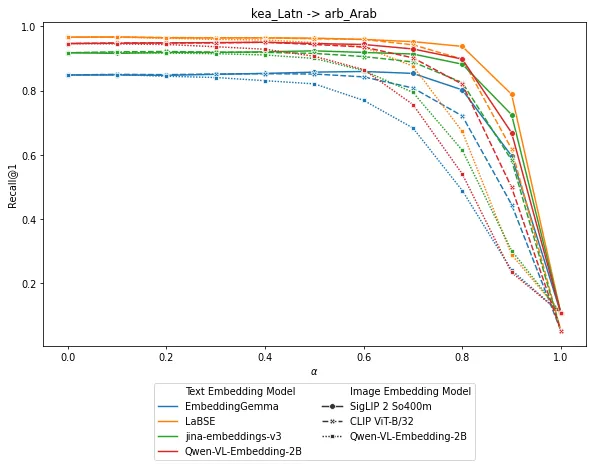 kea_Latn -> arb_Arab
Recall@1
1.0
0.8
0.6
0.4
0.2
0.0 0.2 0.4 0.6 0.8 1.0
α
Text Embedding Model Image Embedding Model
EmbeddingGemma SigLIP 2 So400m
LaBSE CLIP ViT-B/32
jina-embeddings-v3 Qwen-VL-Embedding-2B
Qwen-VL-Embedding-2B